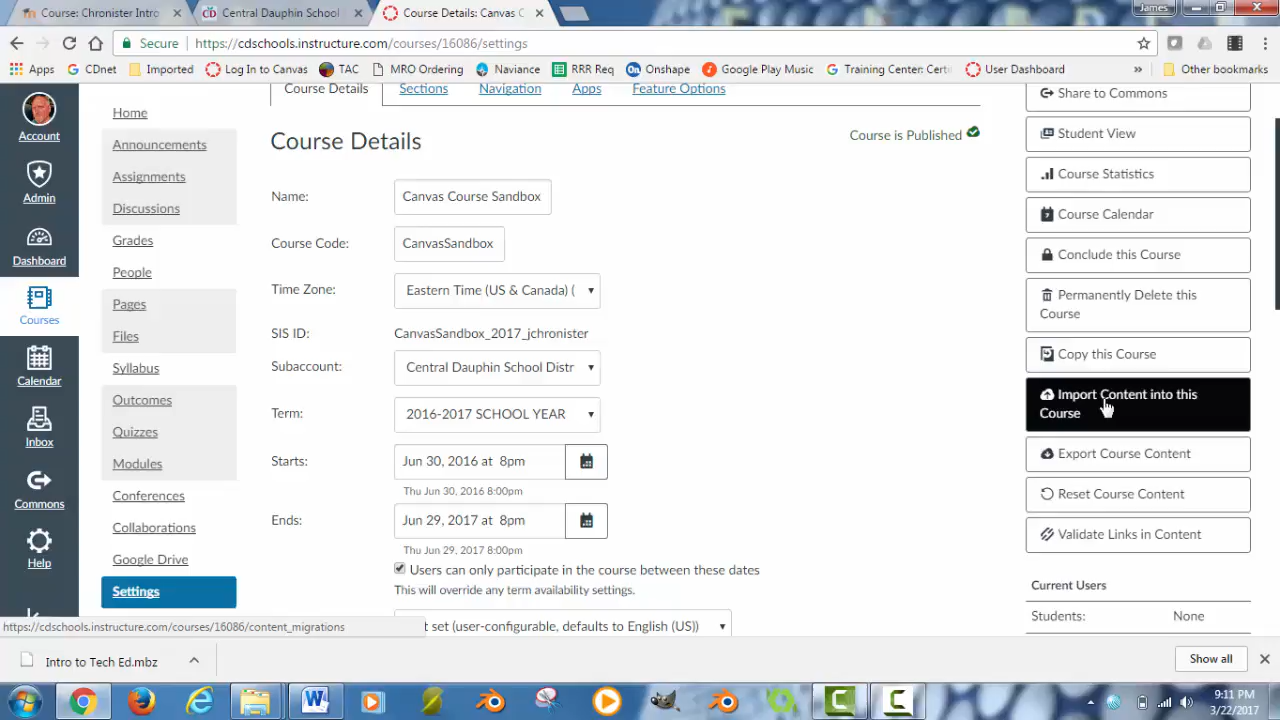 Course: Chronister Intro
Central Dauphin School
Course Details: Canvas C
James
Secure
https://cdschools.instructure.com/courses/16086/settings
Apps
CDnet
Imported
Log In to Canvas
TAC
MRO Ordering
Naviance
RRR Req
Onshape
Google Play Music
Training Center: Certi
User Dashboard
»
Other bookmarks
Account
Admin
Dashboard
Courses
Calendar
Inbox
Commons
Help
Home
Announcements
Assignments
Discussions
Grades
People
Pages
Files
Syllabus
Outcomes
Quizzes
Modules
Conferences
Collaborations
Google Drive
Settings
Course Details
Sections
Navigation
Apps
Feature Options
Course Details
Course is Published
Name:
Canvas Course Sandbox
Course Code:
CanvasSandbox
Time Zone:
Eastern Time (US & Canada) (
SIS ID:
CanvasSandbox_2017_jchronister
Subaccount:
Central Dauphin School Distr
Term:
2016-2017 SCHOOL YEAR
Starts:
Jun 30, 2016 at 8pm
Thu Jun 30, 2016 8:00pm
Ends:
Jun 29, 2017 at 8pm
Thu Jun 29, 2017 8:00pm
Users can only participate in the course between these dates
This will override any term availability settings.
t set (user-configurable, defaults to English (US))
Share to Commons
Student View
Course Statistics
Course Calendar
Conclude this Course
Permanently Delete this
Course
Copy this Course
Import Content into this
Course
Export Course Content
Reset Course Content
Validate Links in Content
Current Users
Students:
None
https://cdschools.instructure.com/courses/16086/content_migrations
Intro to Tech Ed.mbz
Show all
9:11 PM
3/22/2017